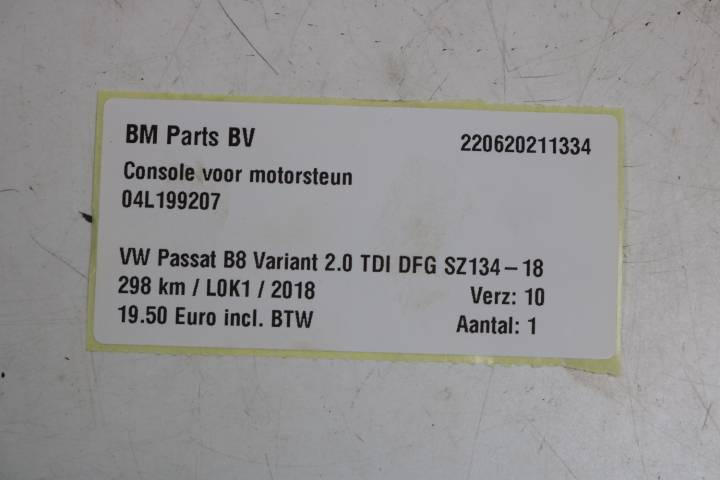 BM Parts BV 220620211334
Console voor motorsteun
04L199207
VW Passat B8 Variant 2.0 TDI DFG SZ134-18
298 km / L0K1 / 2018 Verz: 10
19.50 Euro incl. BTW Aantal: 1